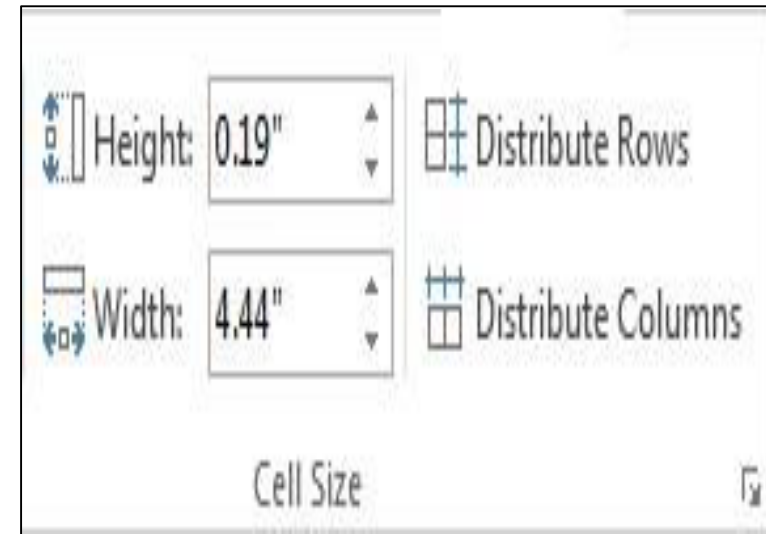 Height: 0.19" Distribute Rows
Width: 4.44" Distribute Columns
Cell Size